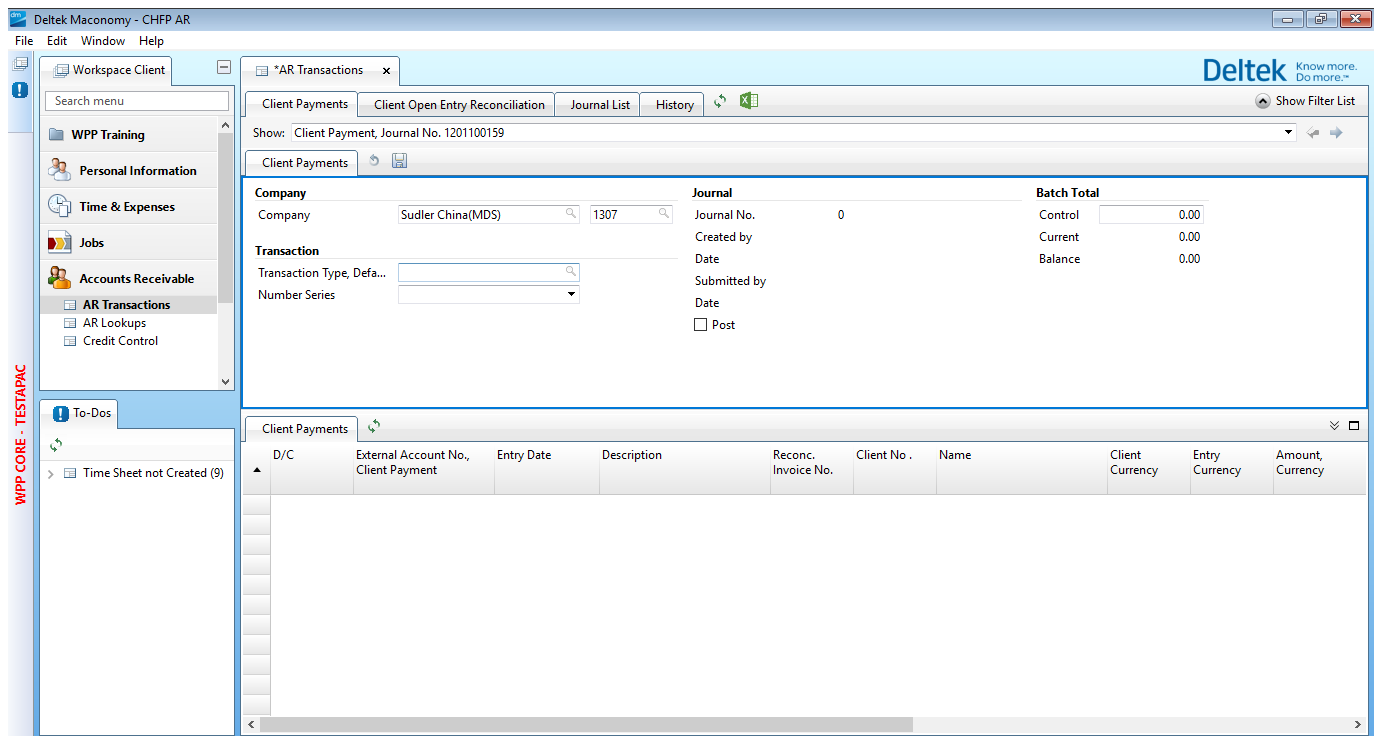 dm
Deltek Maconomy - CHFP AR
File Edit Window Help
Workspace Client
*AR Transactions
Deltek Know more. Do more.™
Search menu
Client Payments Client Open Entry Reconciliation Journal List History
Show Filter List
WPP Training
Show: Client Payment, Journal No. 1201100159
Personal Information
Client Payments
Time & Expenses
Jobs
Accounts Receivable
AR Transactions
AR Lookups
Credit Control
Company
Company Sudler China(MDS) 1307
Transaction
Transaction Type, Defa...
Number Series
Journal
Journal No. 0
Created by
Date
Submitted by
Date
Post
Batch Total
Control 0.00
Current 0.00
Balance 0.00
WPP CORE - TESTAPAC
To-Dos
Time Sheet not Created (9)
Client Payments
D/C
External Account No.,
Client Payment
Entry Date
Description
Reconc.
Invoice No.
Client No .
Name
Client
Currency
Entry
Currency
Amount,
Currency